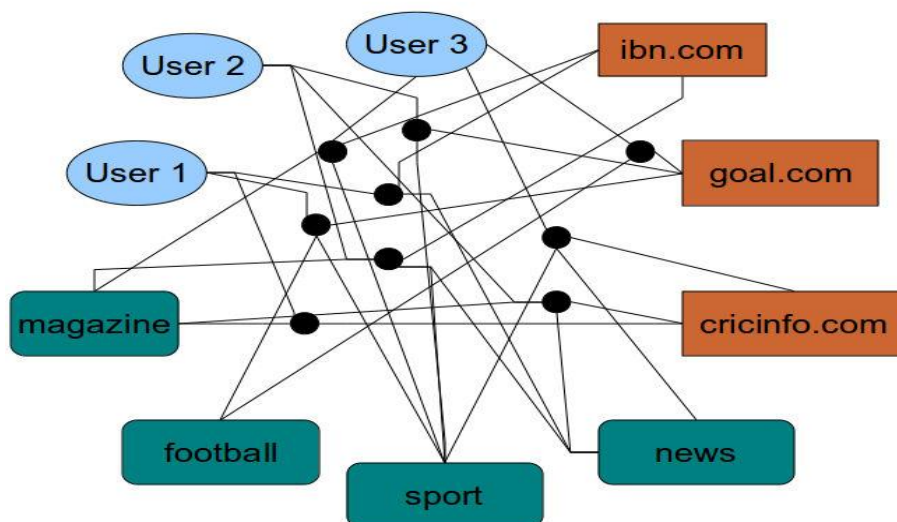 User 3
ibn.com
User 2
User 1
goal.com
magazine
cricinfo.com
football
news
sport